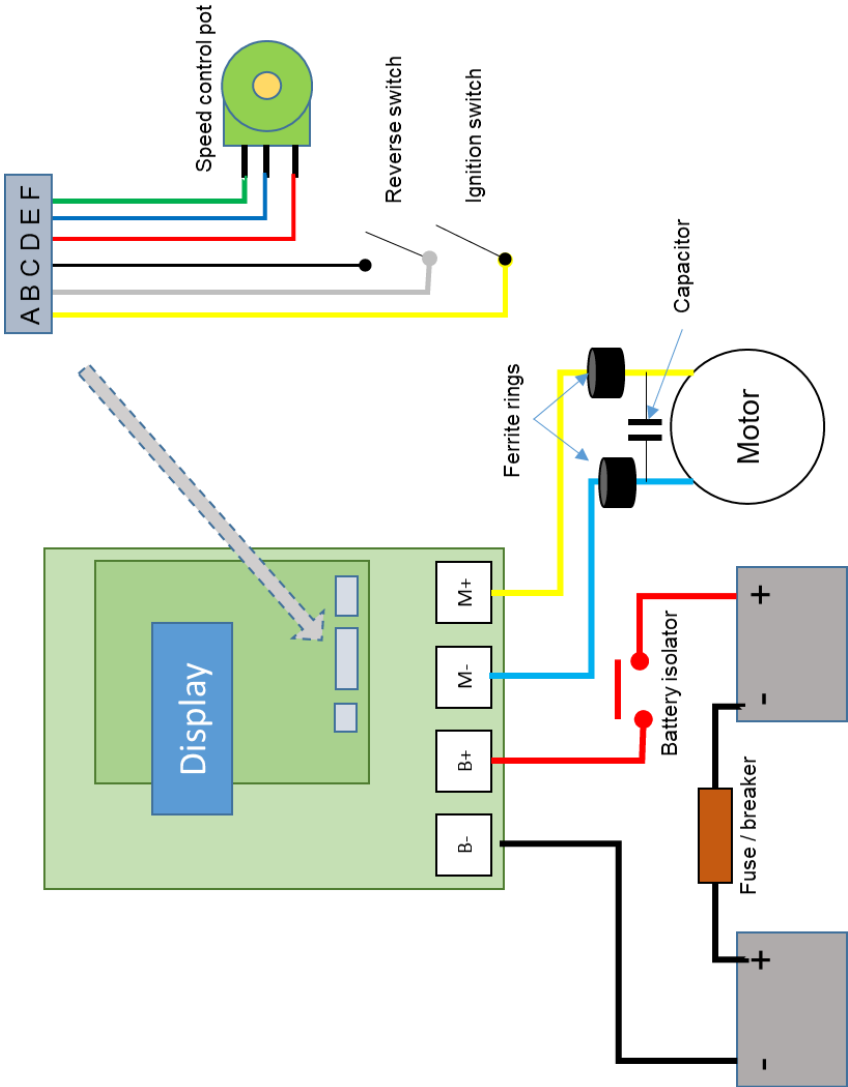 A B C D E F
Speed control pot
Reverse switch
Ignition switch
Display
B-
B+
M-
M+
Ferrite rings
Capacitor
Motor
Battery isolator
Fuse / breaker
-
+
-
+